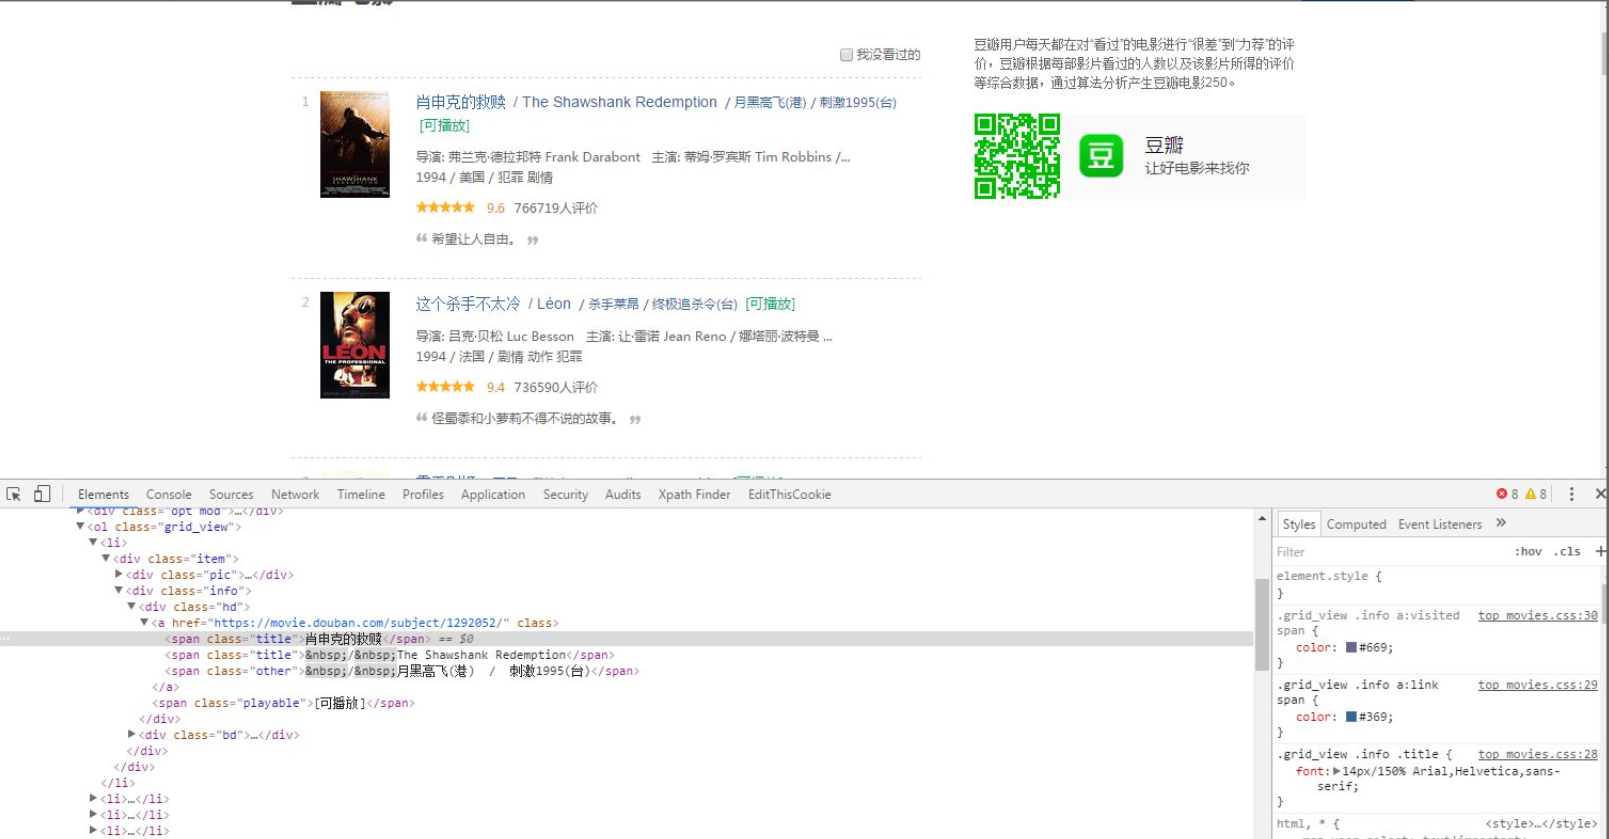 我没看过的
1
肖申克的救赎 / The Shawshank Redemption / 月黑高飞(港) / 刺激1995(台)
[可播放]
导演: 弗兰克·德拉邦特 Frank Darabont 主演: 蒂姆·罗宾斯 Tim Robbins /...
1994 / 美国 / 犯罪 剧情
9.6 766719人评价
“ 希望让人自由。 ”
2
LEON
THE PROFESSIONAL
这个杀手不太冷 / Léon / 杀手莱昂 / 终极追杀令(台) [可播放]
导演: 吕克·贝松 Luc Besson 主演: 让·雷诺 Jean Reno / 娜塔丽·波特曼 ...
1994 / 法国 / 剧情 动作 犯罪
9.4 736590人评价
“ 怪蜀黍和小萝莉不得不说的故事。 ”
豆瓣用户每天都在对“看过”的电影进行“很差”到“力荐”的评
价，豆瓣根据每部影片看过的人数以及该影片所得的评价
等综合数据，通过算法分析产生豆瓣电影250。
豆
豆瓣
让好电影来找你
Elements Console Sources Network Timeline Profiles Application Security Audits Xpath Finder EditThisCookie
8 8
<div class="opt mod">…</div>
<ol class="grid_view">
<li>
<div class="item">
<div class="pic">…</div>
<div class="info">
<div class="hd">
<a href="https://movie.douban.com/subject/1292052/" class>
<span class="title">肖申克的救赎</span> == $0
<span class="title">&nbsp;/&nbsp;The Shawshank Redemption</span>
<span class="other">&nbsp;/&nbsp;月黑高飞(港) / 刺激1995(台)</span>
</a>
<span class="playable">[可播放]</span>
</div>
<div class="bd">…</div>
</div>
</div>
</li>
<li>…</li>
<li>…</li>
<li>…</li>
Styles Computed Event Listeners »
Filter :hov .cls +
element.style {
}
.grid_view .info a:visited top_movies.css:30
span {
color: #669;
}
.grid_view .info a:link top_movies.css:29
span {
color: #369;
}
.grid_view .info .title { top_movies.css:28
font: 14px/150% Arial,Helvetica,sans-
serif;
}
html, * { <style>…</style>